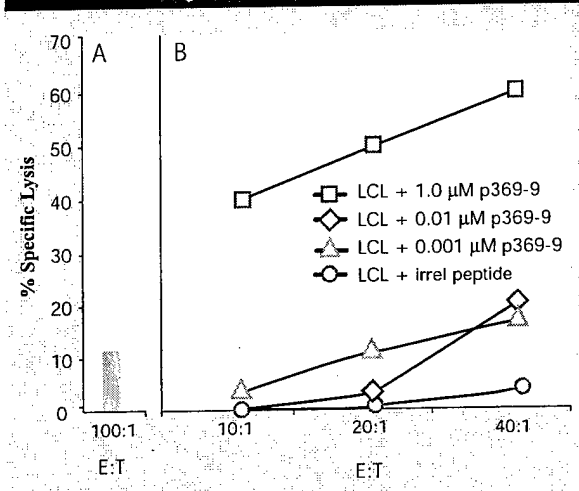 A
B
% Specific Lysis
70
60
50
40
30
20
10
0
LCL + 1.0 µM p369-9
LCL + 0.01 µM p369-9
LCL + 0.001 µM p369-9
LCL + irrel peptide
100:1
10:1
20:1
40:1
E:T
E:T